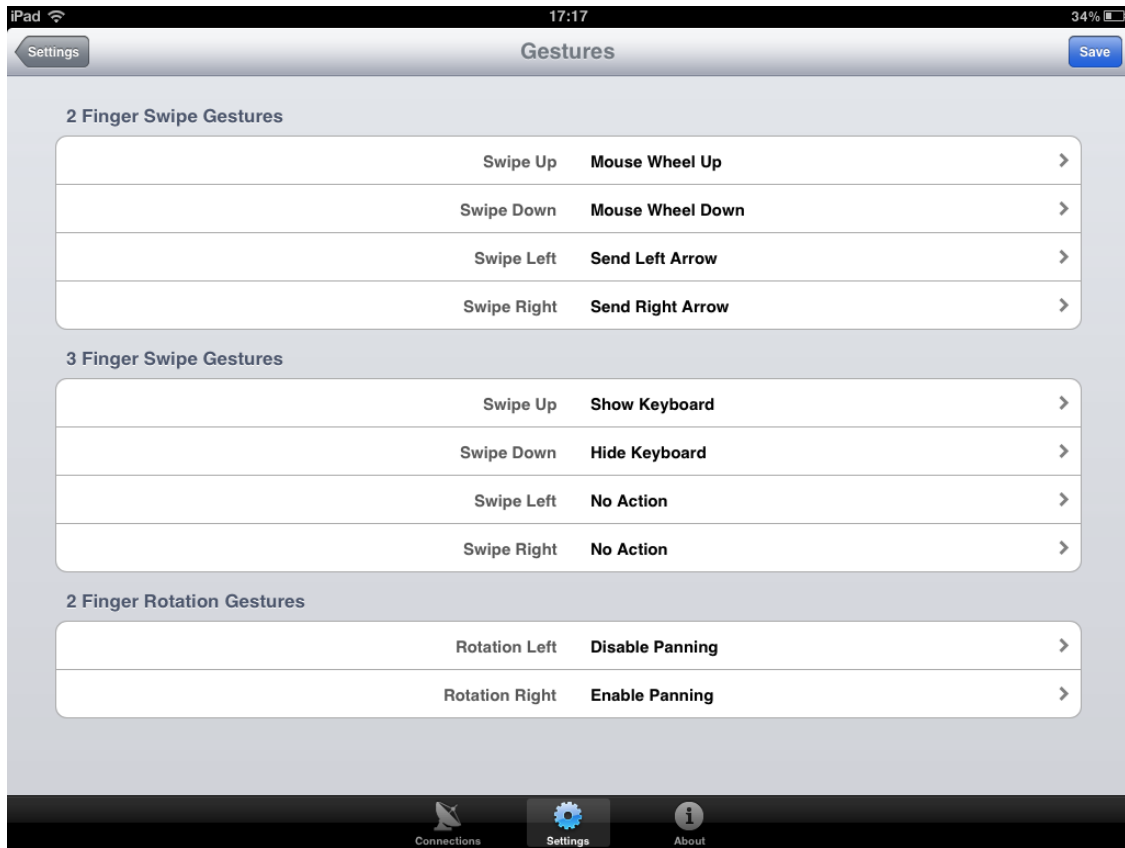 iPad 17:17 34%
Settings Gestures Save
2 Finger Swipe Gestures
Swipe Up Mouse Wheel Up
Swipe Down Mouse Wheel Down
Swipe Left Send Left Arrow
Swipe Right Send Right Arrow
3 Finger Swipe Gestures
Swipe Up Show Keyboard
Swipe Down Hide Keyboard
Swipe Left No Action
Swipe Right No Action
2 Finger Rotation Gestures
Rotation Left Disable Panning
Rotation Right Enable Panning
Connections Settings About